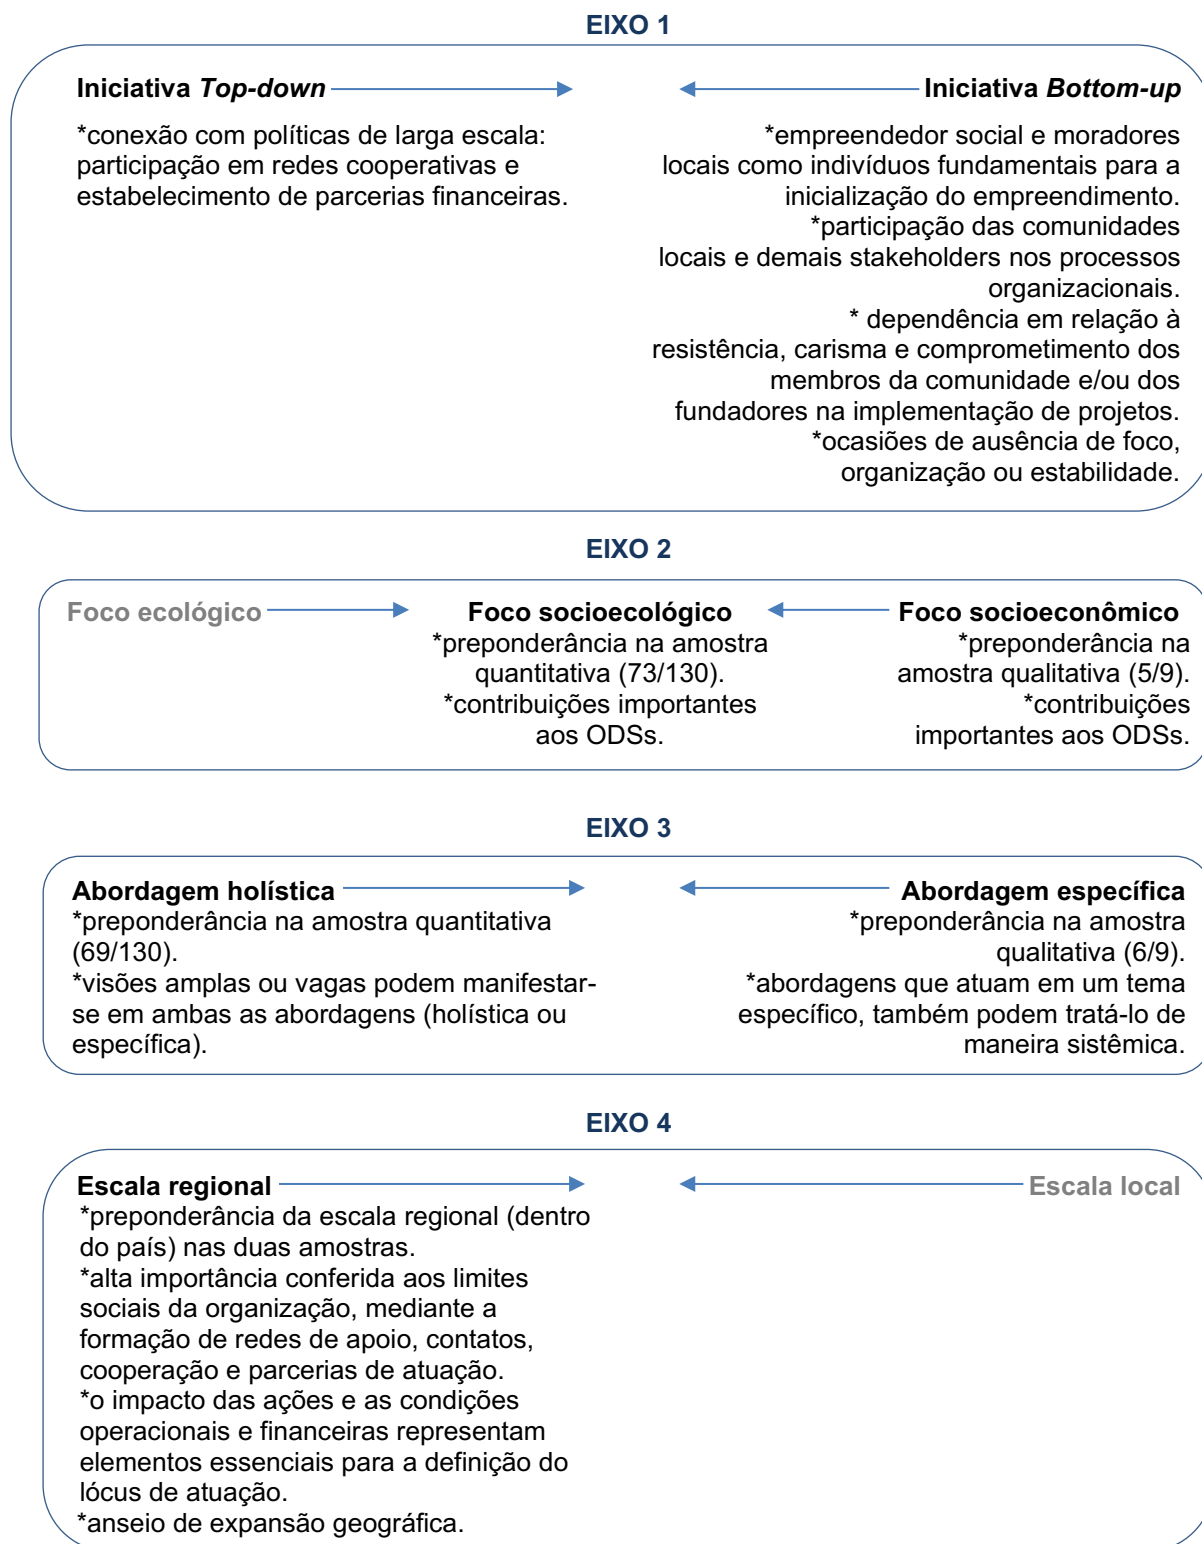 EIXO 1
Iniciativa Top-down
*conexão com políticas de larga escala:
participação em redes cooperativas e
estabelecimento de parcerias financeiras.
Iniciativa Bottom-up
*empreendedor social e moradores
locais como indivíduos fundamentais para a
inicialização do empreendimento.
*participação das comunidades
locais e demais stakeholders nos processos
organizacionais.
* dependência em relação à
resistência, carisma e comprometimento dos
membros da comunidade e/ou dos
fundadores na implementação de projetos.
*ocasiões de ausência de foco,
organização ou estabilidade.
EIXO 2
Foco ecológico
Foco socioecológico
*preponderância na amostra
quantitativa (73/130).
*contribuições importantes
aos ODSs.
Foco socioeconômico
*preponderância na
amostra qualitativa (5/9).
*contribuições
importantes aos ODSs.
EIXO 3
Abordagem holística
*preponderância na amostra quantitativa
(69/130).
*visões amplas ou vagas podem manifestar-
se em ambas as abordagens (holística ou
específica).
Abordagem específica
*preponderância na amostra
qualitativa (6/9).
*abordagens que atuam em um tema
específico, também podem tratá-lo de
maneira sistêmica.
EIXO 4
Escala regional
*preponderância da escala regional (dentro
do país) nas duas amostras.
*alta importância conferida aos limites
sociais da organização, mediante a
formação de redes de apoio, contatos,
cooperação e parcerias de atuação.
*o impacto das ações e as condições
operacionais e financeiras representam
elementos essenciais para a definição do
lócus de atuação.
*anseio de expansão geográfica.
Escala local